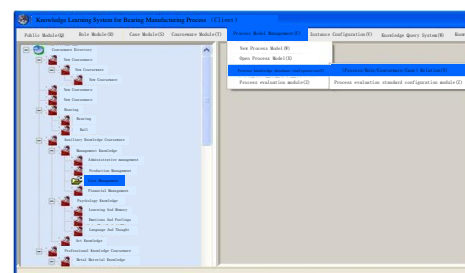 Knowledge Learning System for Bearing Manufacturing Process (Client)
Public Module(Q) Rule Module(R) Case Module(S) Courseware Module(T) Process Model Management(U) Instance Configuration(V) Knowledge Query System(W)
New Process Model(W)
Open Process Model(X)
Process evaluation module(Z) Process evaluation standard configuration module(Z)
Courseware Directory
New Courseware
New Courseware
New Courseware
New Courseware
New Courseware
Bearing
Bearing
Ball
Auxiliary Knowledge Courseware
Management Knowledge
Administrative management
Production Management
Management
Financial Management
Psychology Knowledge
Learning And Memory
Emotions And Feelings
Language And Thought
Art Knowledge
Professional Knowledge Courseware
Metal Material Knowledge